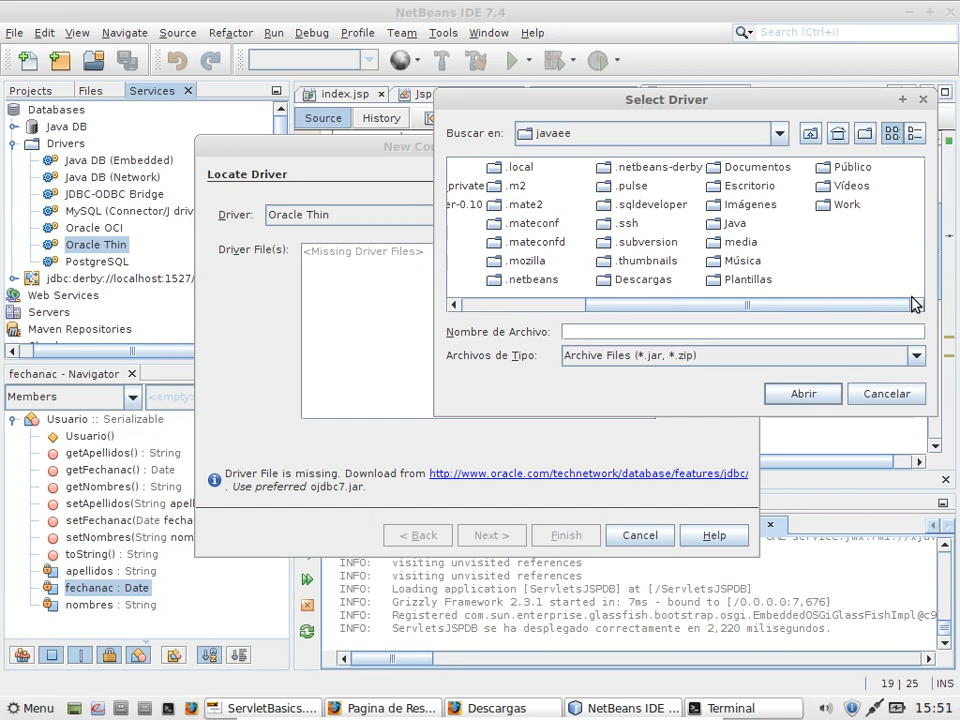 NetBeans IDE 7.4
File Edit View Navigate Source Refactor Run Debug Profile Team Tools Window Help
Search (Ctrl+I)
Projects Files Services
index.jsp
Source History
Databases
Java DB
Drivers
Java DB (Embedded)
Java DB (Network)
JDBC-ODBC Bridge
MySQL (Connector/J driv
Oracle OCI
Oracle Thin
PostgreSQL
jdbc:derby://localhost:1527/
Web Services
Servers
Maven Repositories
fechanac - Navigator
Members
<empty>
Usuario :: Serializable
Usuario()
getApellidos() : String
getFechanac() : Date
getNombres() : String
setApellidos(String apell
setFechanac(Date fecha
setNombres(String nom
toString() : String
apellidos : String
fechanac : Date
nombres : String
New Co
Locate Driver
Driver: Oracle Thin
Driver File(s): <Missing Driver Files>
Driver File is missing. Download from http://www.oracle.com/technetwork/database/features/jdbc/
. Use preferred ojdbc7.jar.
< Back Next > Finish Cancel Help
Select Driver
Buscar en: javaee
.local .netbeans-derby Documentos Público
private .m2 .pulse Escritorio Vídeos
er-0.10 .mate2 .sqldeveloper Imágenes Work
.mateconf .ssh Java
.mateconfd .subversion media
.mozilla .thumbnails Música
.netbeans Descargas Plantillas
Nombre de Archivo:
Archivos de Tipo: Archive Files (*.jar, *.zip)
Abrir Cancelar
INFO: visiting unvisited references
INFO: visiting unvisited references
INFO: Loading application [ServletsJSPDB] at [/ServletsJSPDB]
INFO: Grizzly Framework 2.3.1 started in: 7ms - bound to [/0.0.0.0:7,676]
INFO: Registered com.sun.enterprise.glassfish.bootstrap.osgi.EmbeddedOSGiGlassFishImpl@c9
INFO: ServletsJSPDB se ha desplegado correctamente en 2,220 milisegundos.
19 | 25 INS
Menu ServletBasics.... Pagina de Res... Descargas NetBeans IDE ... Terminal 15:51